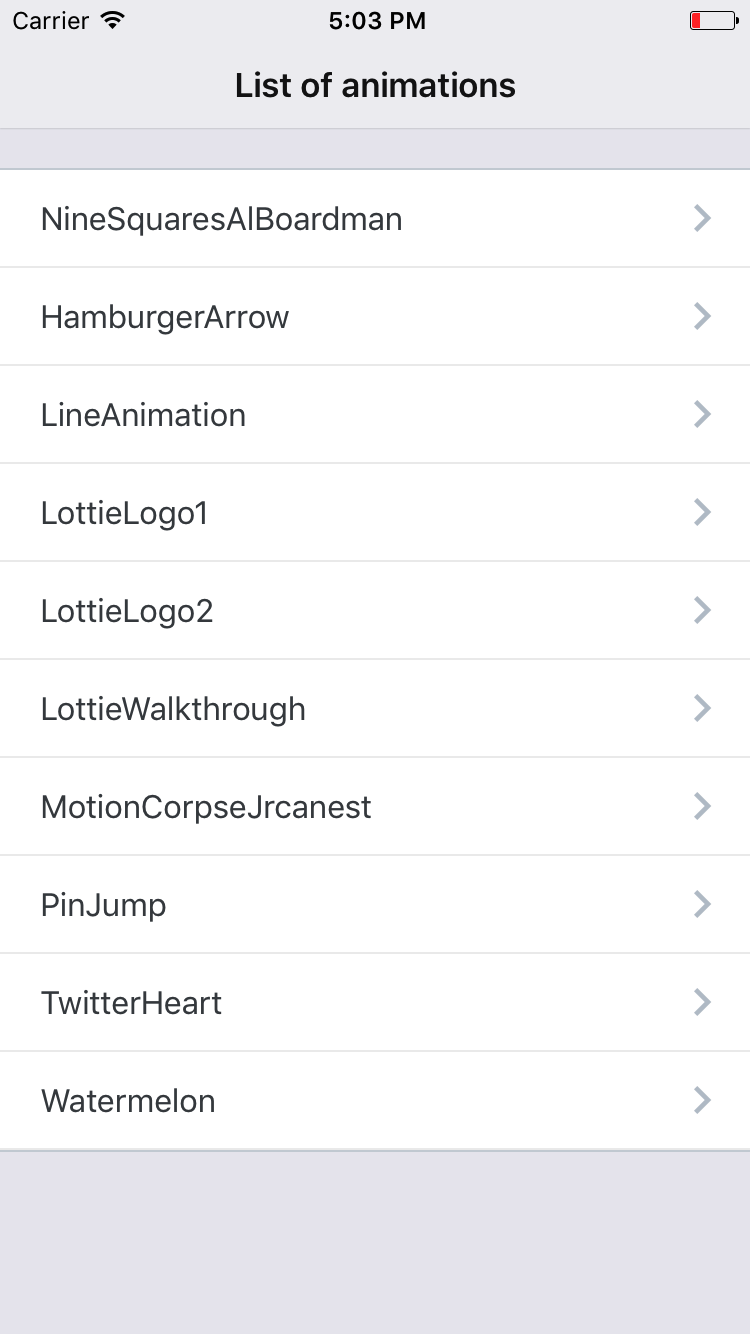 Carrier 5:03 PM
List of animations
NineSquaresAlBoardman
HamburgerArrow
LineAnimation
LottieLogo1
LottieLogo2
LottieWalkthrough
MotionCorpseJrcanest
PinJump
TwitterHeart
Watermelon